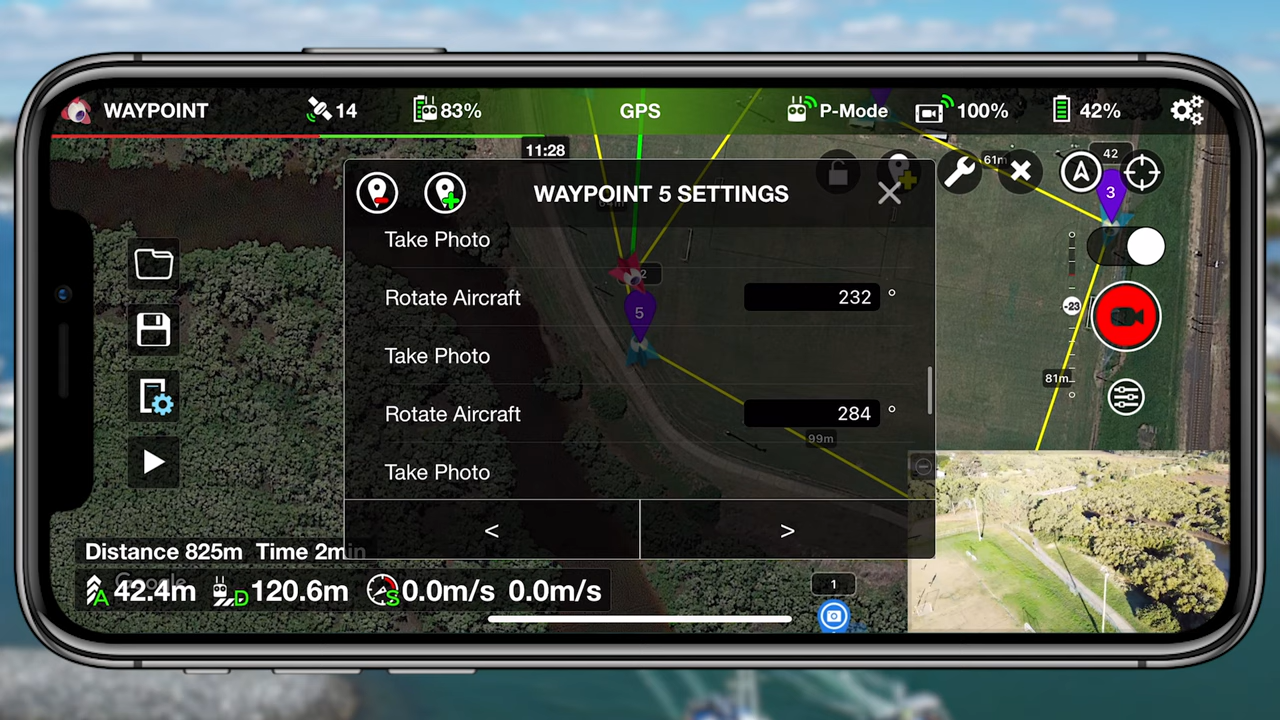 WAYPOINT
14
83%
GPS
P-Mode
100%
42%
11:28
61m
42
3
WAYPOINT 5 SETTINGS
Take Photo
Rotate Aircraft 232 °
2
5
Take Photo
-23
81m
Rotate Aircraft 284 °
99m
Take Photo
< >
Distance 825m Time 2min
Google
A 42.4m D 120.6m S 0.0m/s 0.0m/s
1